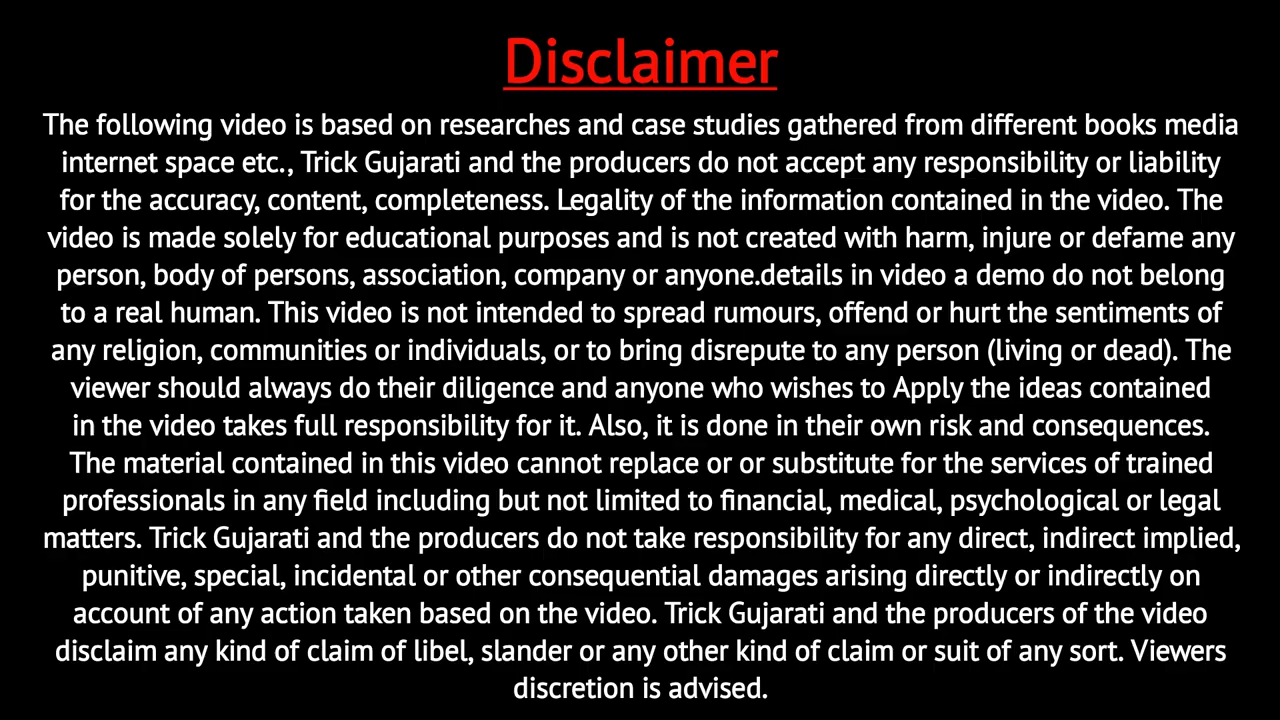 Disclaimer
The following video is based on researches and case studies gathered from different books media
internet space etc., Trick Gujarati and the producers do not accept any responsibility or liability
for the accuracy, content, completeness. Legality of the information contained in the video. The
video is made solely for educational purposes and is not created with harm, injure or defame any
person, body of persons, association, company or anyone.details in video a demo do not belong
to a real human. This video is not intended to spread rumours, offend or hurt the sentiments of
any religion, communities or individuals, or to bring disrepute to any person (living or dead). The
viewer should always do their diligence and anyone who wishes to Apply the ideas contained
in the video takes full responsibility for it. Also, it is done in their own risk and consequences.
The material contained in this video cannot replace or or substitute for the services of trained
professionals in any field including but not limited to financial, medical, psychological or legal
matters. Trick Gujarati and the producers do not take responsibility for any direct, indirect implied,
punitive, special, incidental or other consequential damages arising directly or indirectly on
account of any action taken based on the video. Trick Gujarati and the producers of the video
disclaim any kind of claim of libel, slander or any other kind of claim or suit of any sort. Viewers
discretion is advised.